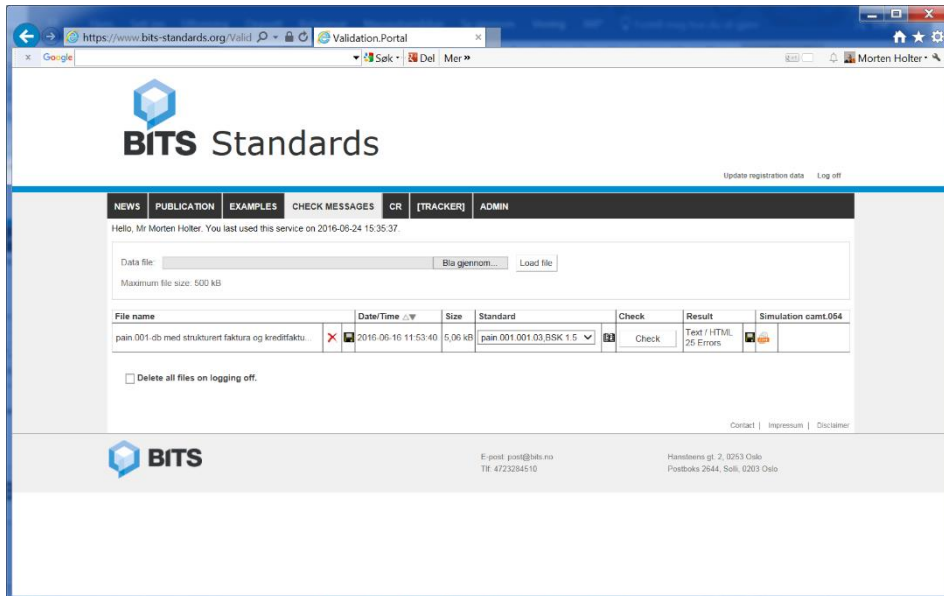 https://www.bits-standards.org/Valid
Validation.Portal
x Google
Søk
Del
Mer »
Morten Holter
BITS Standards
Update registration data Log off
NEWS PUBLICATION EXAMPLES CHECK MESSAGES CR [TRACKER] ADMIN
Hello, Mr Morten Holter. You last used this service on 2016-06-24 15:35:37.
Data file: Bla gjennom... Load file
Maximum file size: 500 kB
File name Date/Time Size Standard Check Result Simulation camt.054
pain.001-db med strukturert faktura og kreditfaktu... 2016-06-16 11:53:40 5,06 kB pain.001.001.03,BSK 1.5 Check Text / HTML
25 Errors
Delete all files on logging off.
Contact | Impressum | Disclaimer
BITS
E-post: post@bits.no Hansteens gt. 2, 0253 Oslo
Tlf: 4723284510 Postboks 2644, Solli, 0203 Oslo